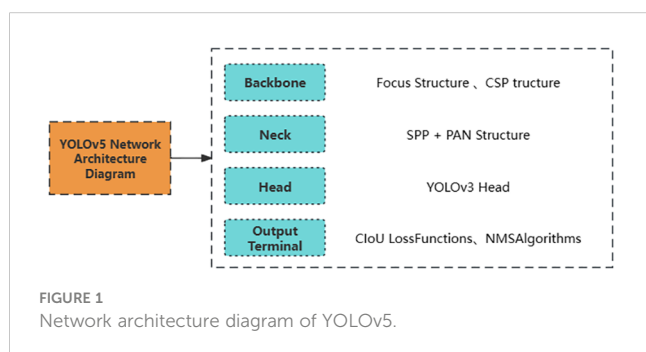 YOLOv5 Network
Architecture
Diagram
Backbone
Focus Structure 、CSP tructure
Neck
SPP + PAN Structure
Head
YOLOv3 Head
Output
Terminal
CIoU LossFunctions、NMSAlgorithms
FIGURE 1
Network architecture diagram of YOLOv5.